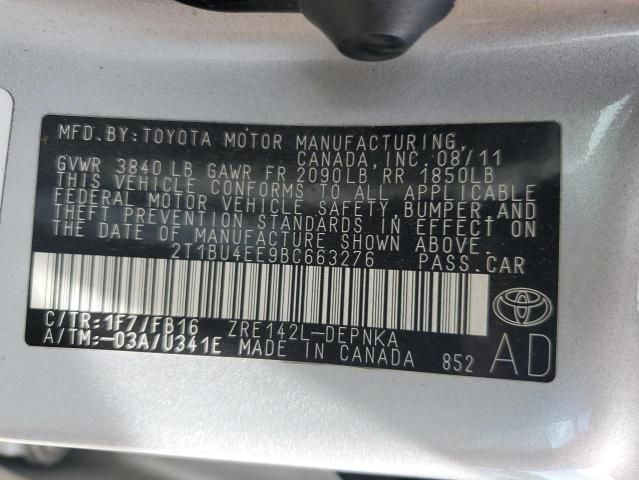 MFD.BY:TOYOTA MOTOR MANUFACTURING,
CANADA, INC. 08/11
GVWR 3840 LB GAWR FR 2090LB RR 1850LB
THIS VEHICLE CONFORMS TO ALL APPLICABLE
FEDERAL MOTOR VEHICLE SAFETY, BUMPER, AND
THEFT PREVENTION STANDARDS IN EFFECT ON
THE DATE OF MANUFACTURE SHOWN ABOVE.
2T1BU4EE9BC663276 PASS.CAR
C/TR:1F7/FB16 ZRE142L-DEPNKA
A/TM:-03A/U341E MADE IN CANADA 852
TOYOTA
AD